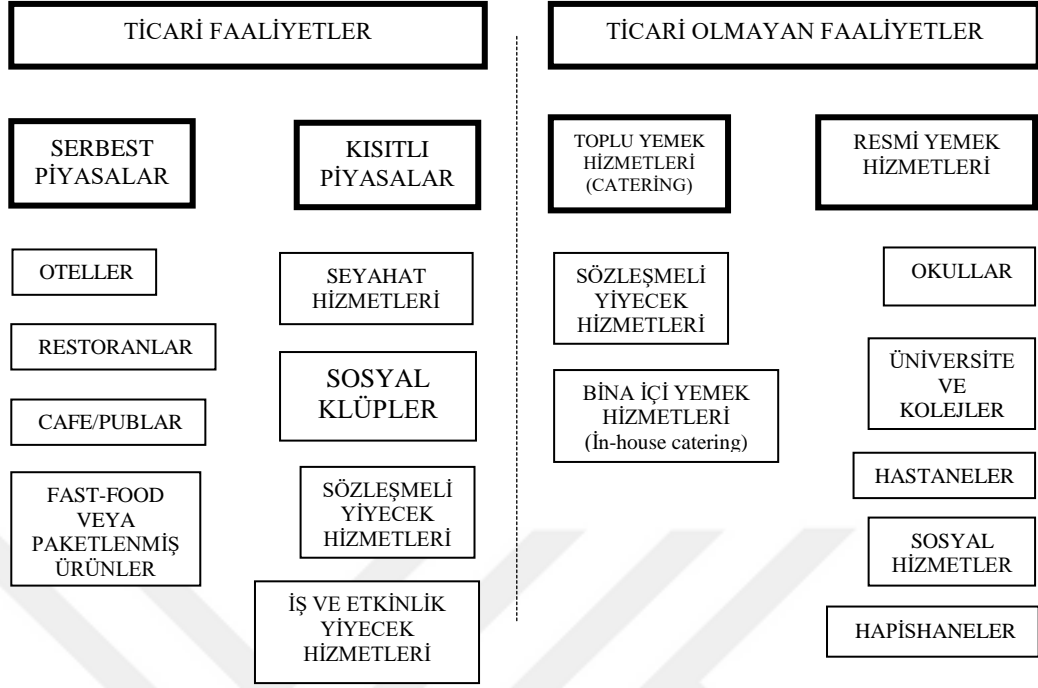 TİCARİ FAALİYETLER
TİCARİ OLMAYAN FAALİYETLER
SERBEST
PİYASALAR
KISITLI
PİYASALAR
TOPLU YEMEK
HİZMETLERİ
(CATERİNG)
RESMİ YEMEK
HİZMETLERİ
OTELLER
RESTORANLAR
CAFE/PUBLAR
FAST-FOOD
VEYA
PAKETLENMİŞ
ÜRÜNLER
SEYAHAT
HİZMETLERİ
SOSYAL
KLÜPLER
SÖZLEŞMELİ
YİYECEK
HİZMETLERİ
İŞ VE ETKİNLİK
YİYECEK
HİZMETLERİ
SÖZLEŞMELİ
YİYECEK
HİZMETLERİ
BİNA İÇİ YEMEK
HİZMETLERİ
(İn-house catering)
OKULLAR
ÜNİVERSİTE
VE
KOLEJLER
HASTANELER
SOSYAL
HİZMETLER
HAPİSHANELER